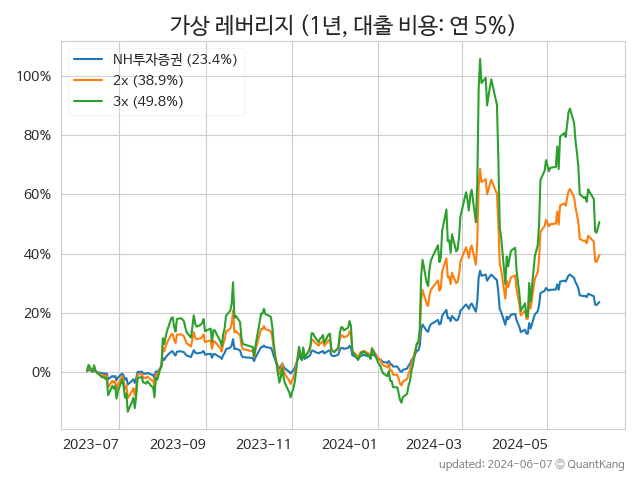 가상 레버리지 (1년, 대출 비용: 연 5%)
NH투자증권 (23.4%)
2x (38.9%)
3x (49.8%)
100%
80%
60%
40%
20%
0%
2023-07 2023-09 2023-11 2024-01 2024-03 2024-05
updated: 2024-06-07 © QuantKang